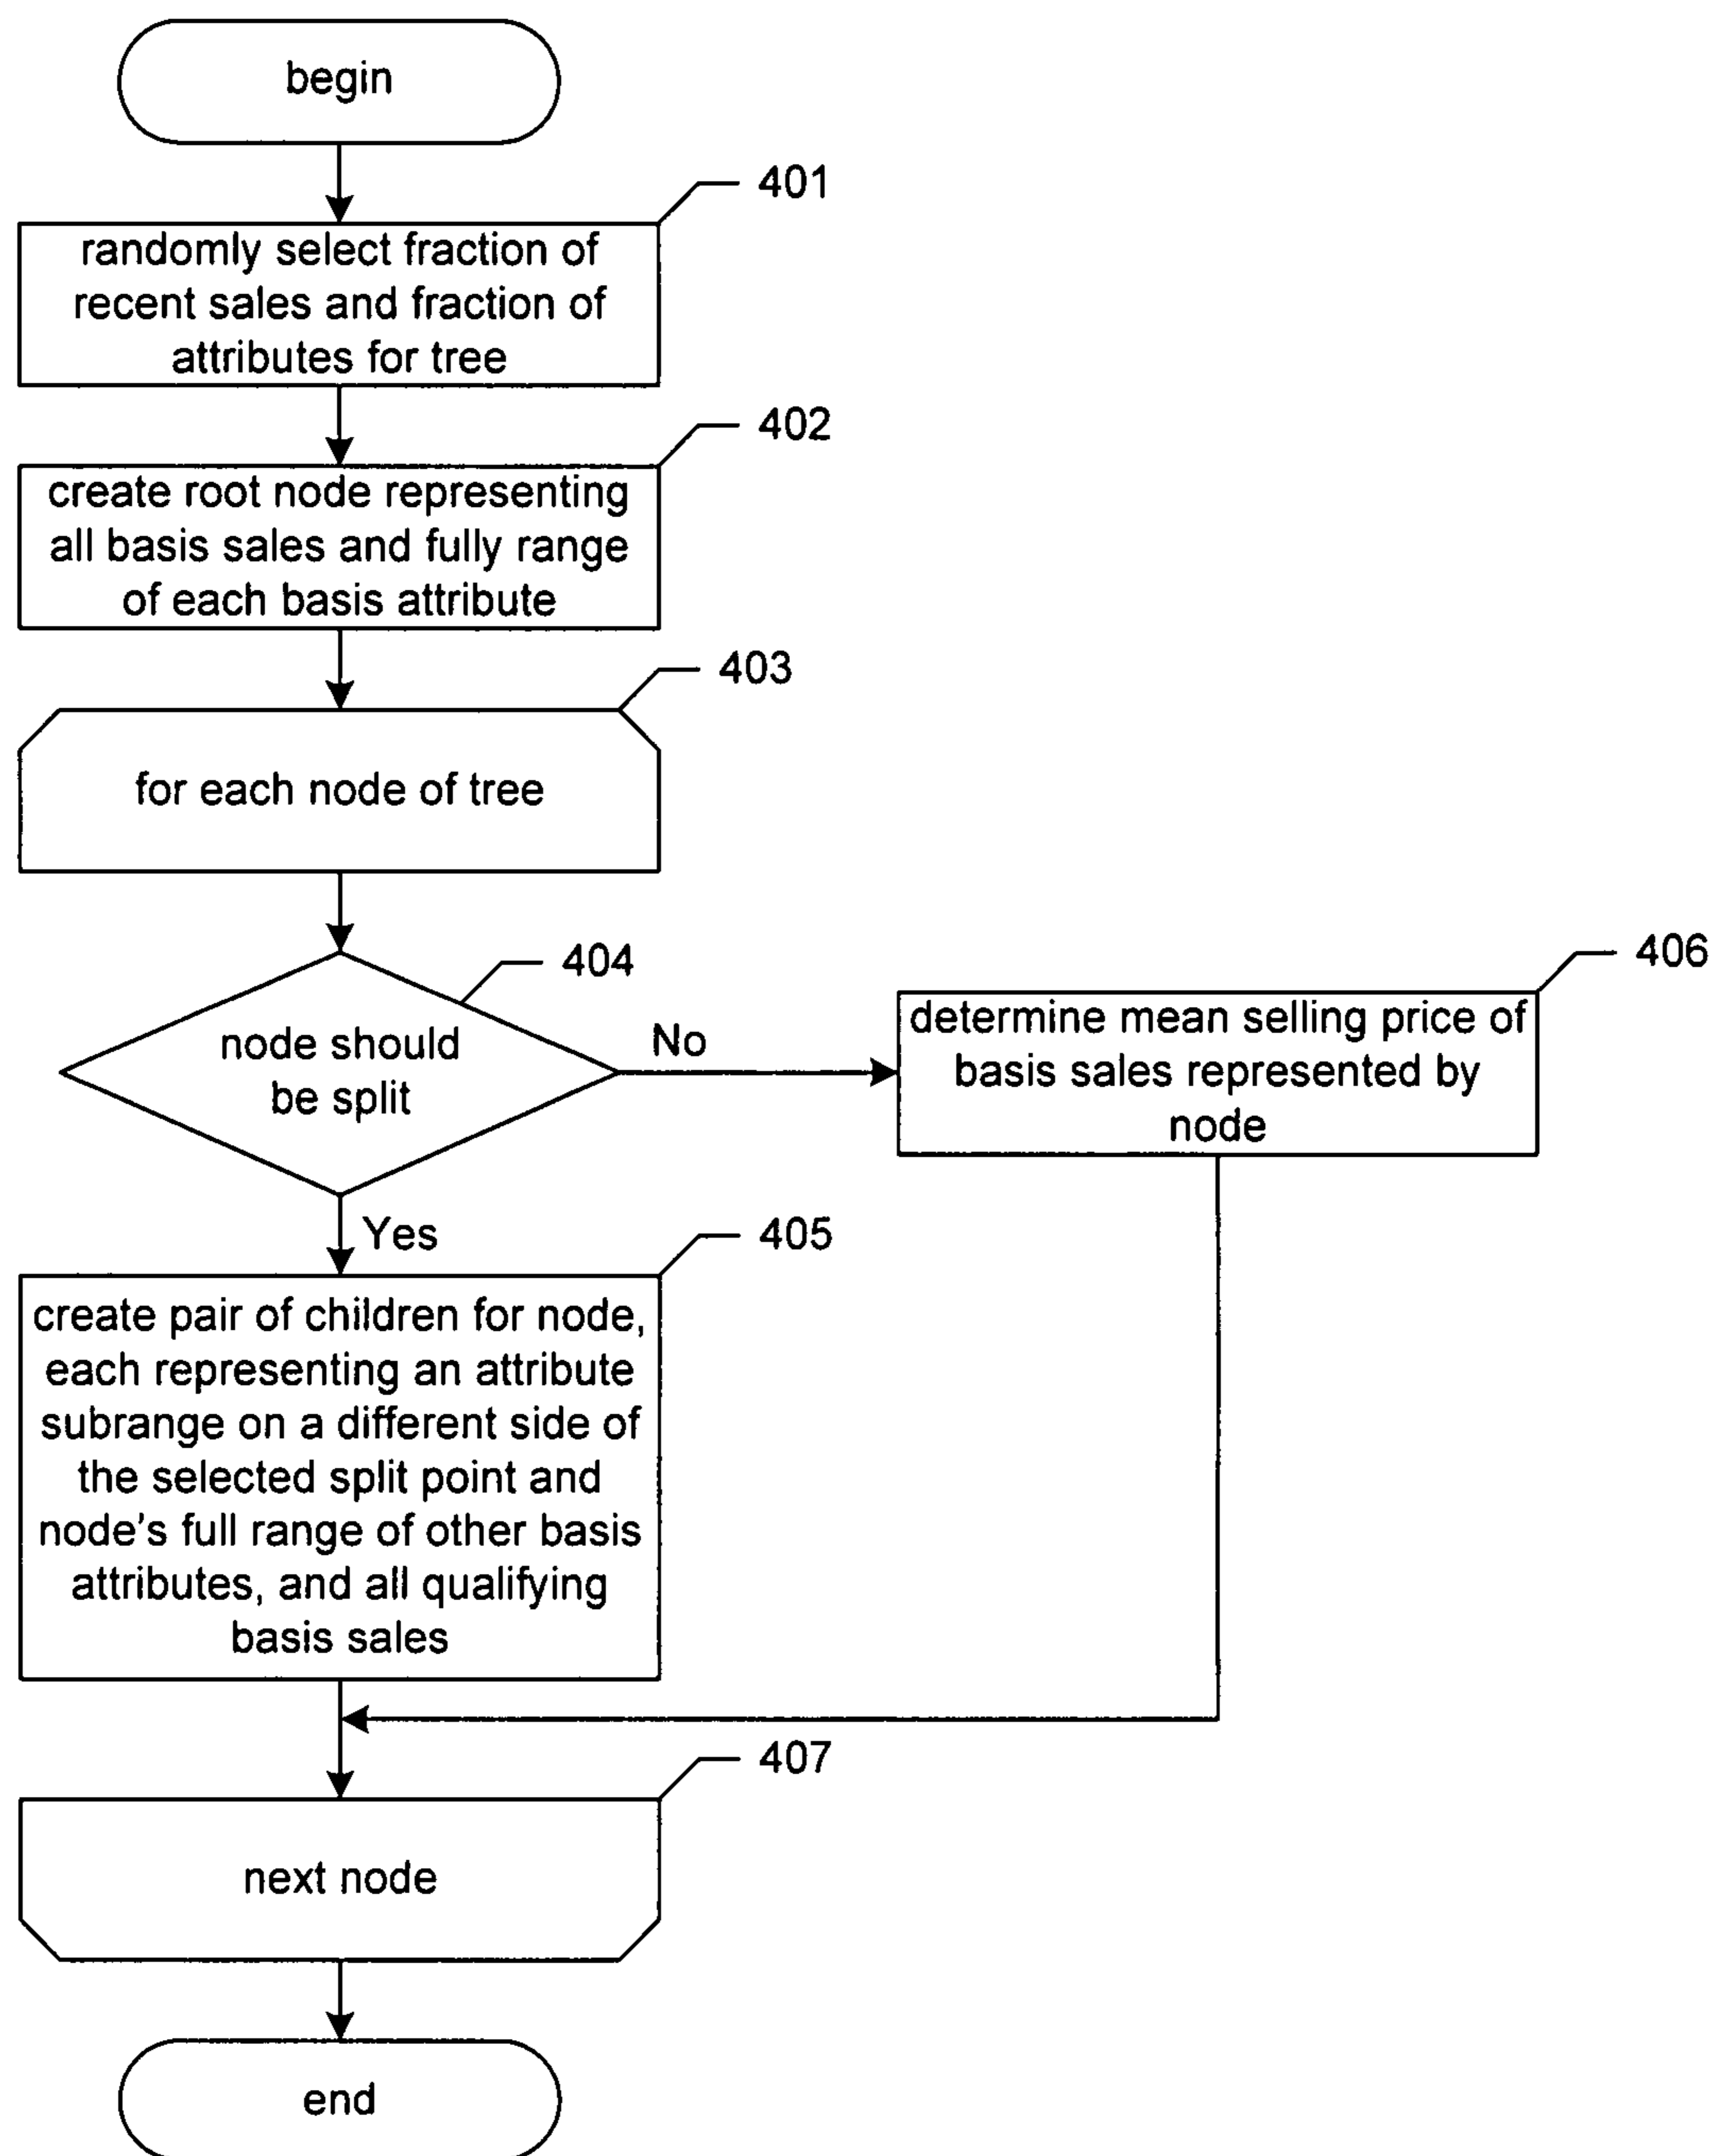 begin
401
randomly select fraction of
recent sales and fraction of
attributes for tree
402
create root node representing
all basis sales and fully range
of each basis attribute
403
for each node of tree
404
node should
be split
No
406
determine mean selling price of
basis sales represented by
node
Yes
405
create pair of children for node,
each representing an attribute
subrange on a different side of
the selected split point and
node's full range of other basis
attributes, and all qualifying
basis sales
407
next node
end